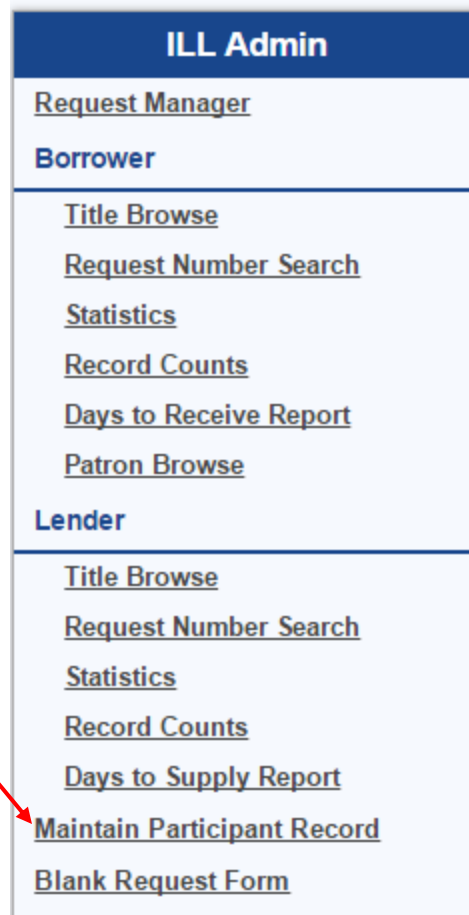 ILL Admin
Request Manager
Borrower
Title Browse
Request Number Search
Statistics
Record Counts
Days to Receive Report
Patron Browse
Lender
Title Browse
Request Number Search
Statistics
Record Counts
Days to Supply Report
Maintain Participant Record
Blank Request Form